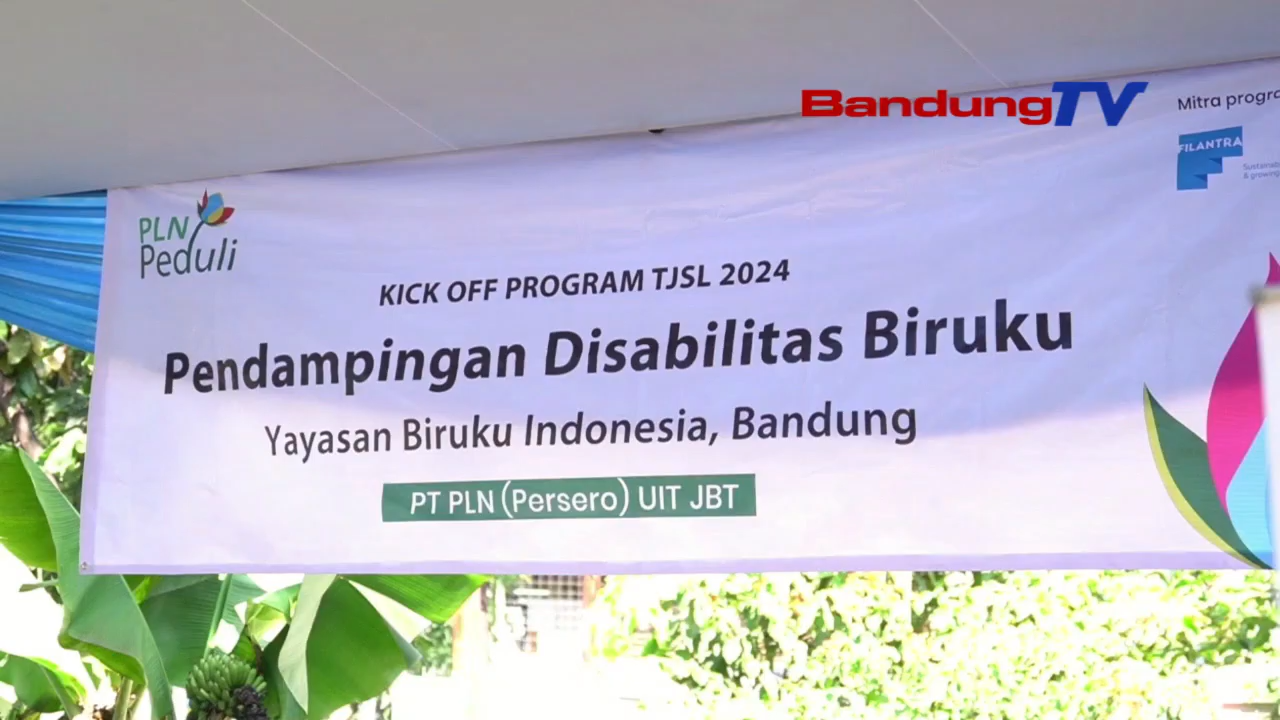 BandungTV
Mitra
FILANTRA
& growing
PLN
Peduli
KICK OFF PROGRAM TJSL 2024
Pendampingan Disabilitas Biruku
Yayasan Biruku Indonesia, Bandung
PT PLN (Persero) UIT JBT